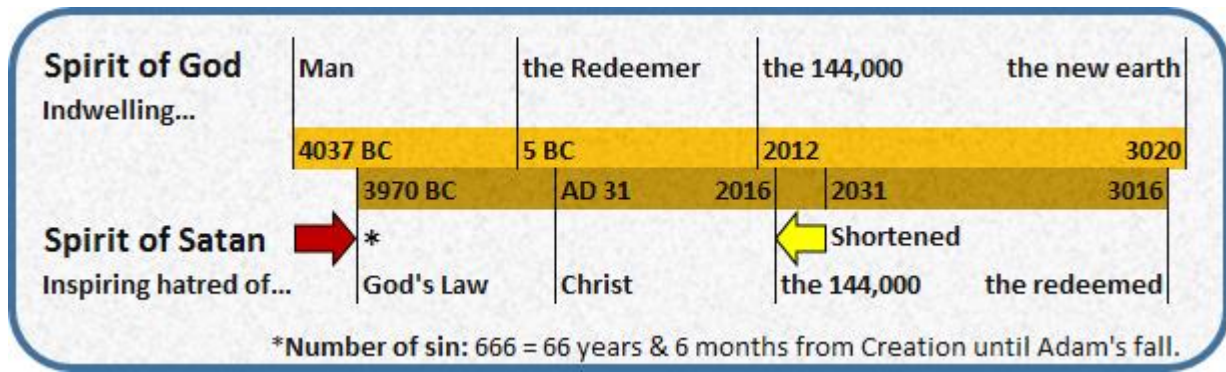 Spirit of God Man the Redeemer the 144,000 the new earth
Indwelling...
4037 BC 5 BC 2012 3020
3970 BC AD 31 2016 2031 3016
Spirit of Satan * Shortened
Inspiring hatred of... God's Law Christ the 144,000 the redeemed
*Number of sin: 666 = 66 years & 6 months from Creation until Adam's fall.